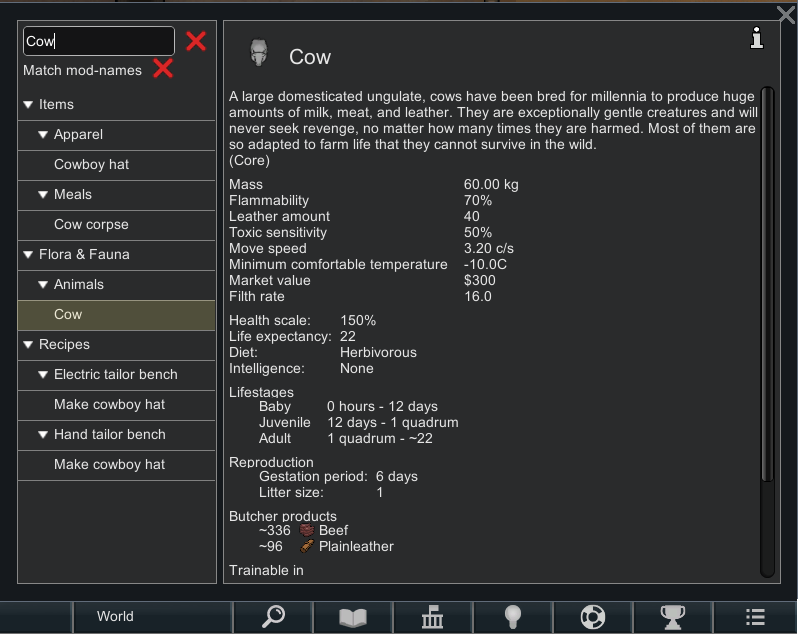 Cow
Match mod-names
Items
Apparel
Cowboy hat
Meals
Cow corpse
Flora & Fauna
Animals
Cow
Recipes
Electric tailor bench
Make cowboy hat
Hand tailor bench
Make cowboy hat
Cow
A large domesticated ungulate, cows have been bred for millennia to produce huge
amounts of milk, meat, and leather. They are exceptionally gentle creatures and will
never seek revenge, no matter how many times they are harmed. Most of them are
so adapted to farm life that they cannot survive in the wild.
(Core)
Mass 60.00 kg
Flammability 70%
Leather amount 40
Toxic sensitivity 50%
Move speed 3.20 c/s
Minimum comfortable temperature -10.0C
Market value $300
Filth rate 16.0
Health scale: 150%
Life expectancy: 22
Diet: Herbivorous
Intelligence: None
Lifestages
Baby 0 hours - 12 days
Juvenile 12 days - 1 quadrum
Adult 1 quadrum - ~22
Reproduction
Gestation period: 6 days
Litter size: 1
Butcher products
~336 Beef
~96 Plainleather
Trainable in
World